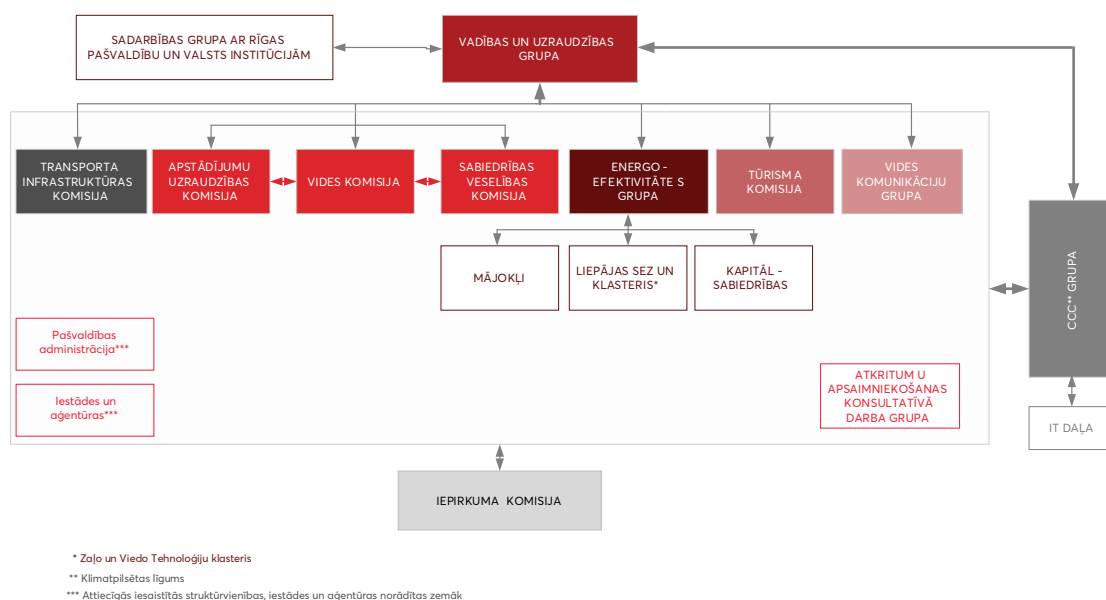 SADARBĪBAS GRUPA AR RĪGAS
PAŠVALDĪBU UN VALSTS INSTITŪCIJĀM
VADĪBAS UN UZRAUDZĪBAS
GRUPA
TRANSPORTA
INFRASTRUKTŪRAS
KOMISIJA
APSTĀDĪJUMU
UZRAUDZĪBAS
KOMISIJA
VIDES KOMISIJA
SABIEDRĪBAS
VESELĪBAS
KOMISIJA
ENERGO -
EFEKTIVITĀTE S
GRUPA
TŪRISM A
KOMISIJA
VIDES
KOMUNIKĀCIJU
GRUPA
MĀJOKĻI
LIEPĀJAS SEZ UN
KLASTERIS*
KAPITĀL -
SABIEDRĪBAS
CCC** GRUPA
Pašvaldības
administrācija***
Iestādes un
aģentūras***
ATKRITUM U
APSAIMNIEKOŠANAS
KONSULTATĪVĀ
DARBA GRUPA
IT DAĻA
IEPIRKUMA KOMISIJA
* Zaļo un Viedo Tehnoloģiju klasteris
** Klimatpilsētas līgums
*** Attiecīgās iesaistītās struktūrvienības, iestādes un aģentūras norādītas zemāk